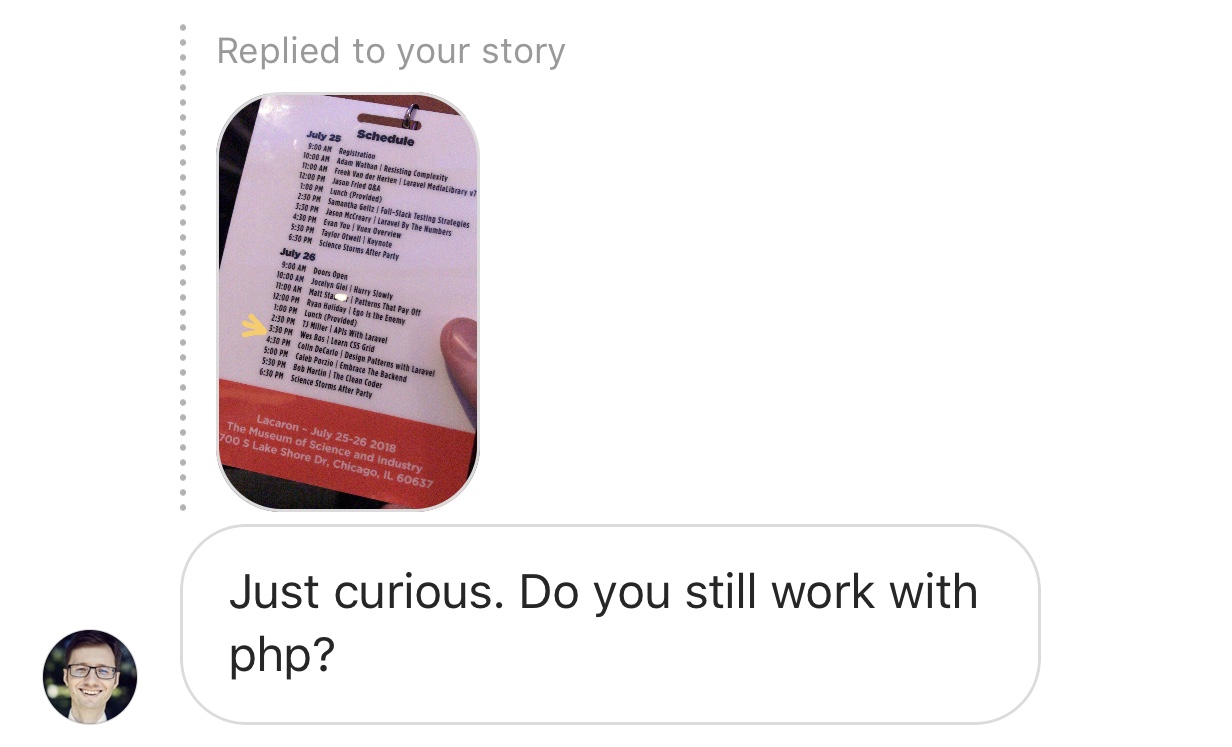 Replied to your story
Schedule
July 25
9:00 AM Registration
10:00 AM Adam Wathan | Resisting Complexity
11:00 AM Freek Van der Herten | Laravel MediaLibrary v7
12:00 PM Jason Fried Q&A
1:00 PM Lunch (Provided)
2:30 PM Samantha Geitz | Full-Stack Testing Strategies
3:30 PM Jason McCreary | Laravel By The Numbers
4:30 PM Evan You | Vuex Overview
5:30 PM Taylor Otwell | Keynote
6:30 PM Science Storms After Party
July 26
9:00 AM Doors Open
10:00 AM Jocelyn Glei | Hurry Slowly
11:00 AM Matt | Patterns That Pay Off
12:00 PM Ryan Holiday | Ego Is the Enemy
1:00 PM Lunch (Provided)
2:30 PM TJ Miller | APIs With Laravel
3:30 PM Wes Bos | Learn CSS Grid
4:30 PM Colin DeCarlo | Design Patterns with Laravel
5:00 PM Caleb Porzio | Embrace The Backend
5:30 PM Bob Martin | The Clean Coder
6:30 PM Science Storms After Party
Lacaron - July 25-26 2018
The Museum of Science and Industry
700 S Lake Shore Dr, Chicago, IL 60637
Just curious. Do you still work with
php?